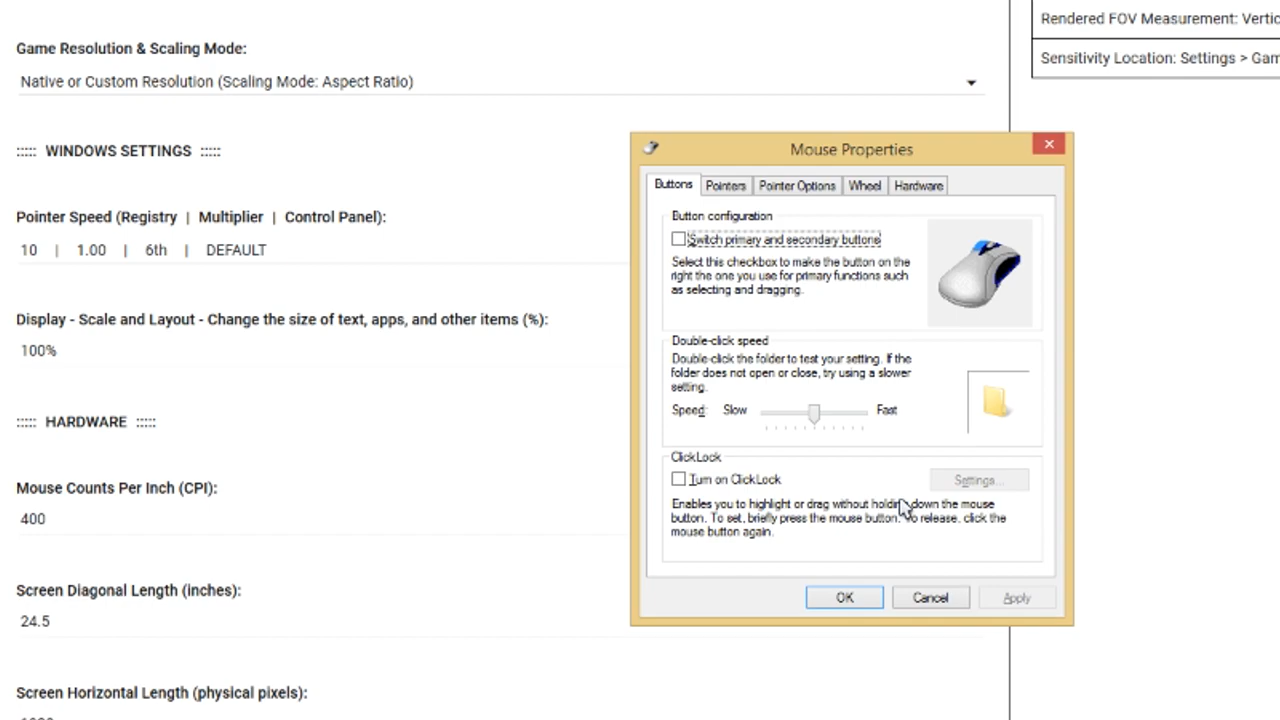 Game Resolution & Scaling Mode:
Native or Custom Resolution (Scaling Mode: Aspect Ratio)
::::: WINDOWS SETTINGS :::::
Pointer Speed (Registry | Multiplier | Control Panel):
10 | 1.00 | 6th | DEFAULT
Display - Scale and Layout - Change the size of text, apps, and other items (%):
100%
::::: HARDWARE :::::
Mouse Counts Per Inch (CPI):
400
Screen Diagonal Length (inches):
24.5
Screen Horizontal Length (physical pixels):
Rendered FOV Measurement:
Sensitivity Location: Settings >
Mouse Properties
Buttons Pointers Pointer Options Wheel Hardware
Button configuration
Switch primary and secondary buttons
Select this checkbox to make the button on the
right the one you use for primary functions such
as selecting and dragging.
Double-click speed
Double-click the folder to test your setting. If the
folder does not open or close, try using a slower
setting.
Speed: Slow Fast
ClickLock
Turn on ClickLock Settings...
Enables you to highlight or drag without holding down the mouse
button. To set, briefly press the mouse button. To release, click the
mouse button again.
OK Cancel Apply